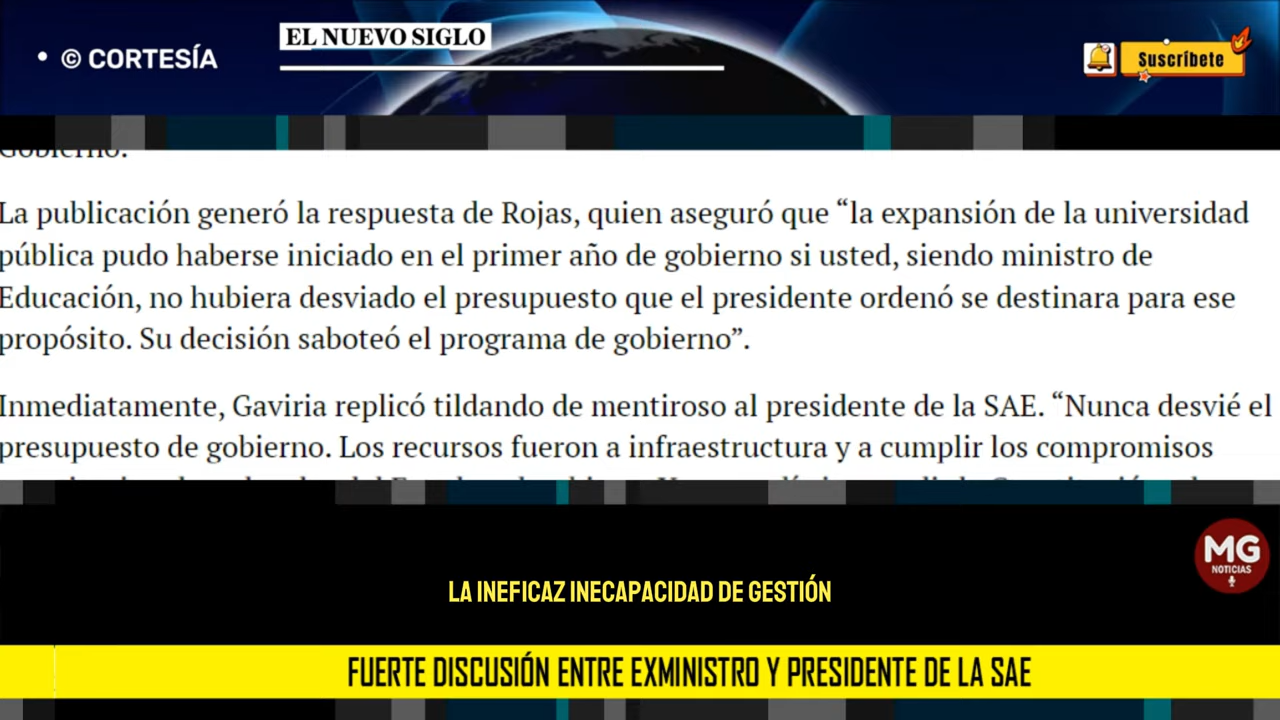 • © CORTESÍA
EL NUEVO SIGLO
Suscríbete
Gobierno.
La publicación generó la respuesta de Rojas, quien aseguró que “la expansión de la universidad
pública pudo haberse iniciado en el primer año de gobierno si usted, siendo ministro de
Educación, no hubiera desviado el presupuesto que el presidente ordenó se destinara para ese
propósito. Su decisión saboteó el programa de gobierno”.
Inmediatamente, Gaviria replicó tildando de mentiroso al presidente de la SAE. “Nunca desvié el
presupuesto de gobierno. Los recursos fueron a infraestructura y a cumplir los compromisos
MG
NOTICIAS
LA INEFICAZ INECAPACIDAD DE GESTIÓN
FUERTE DISCUSIÓN ENTRE EXMINISTRO Y PRESIDENTE DE LA SAE